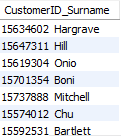 CustomerID_Surname
15634602 Hargrave
15647311 Hill
15619304 Onio
15701354 Boni
15737888 Mitchell
15574012 Chu
15592531 Bartlett